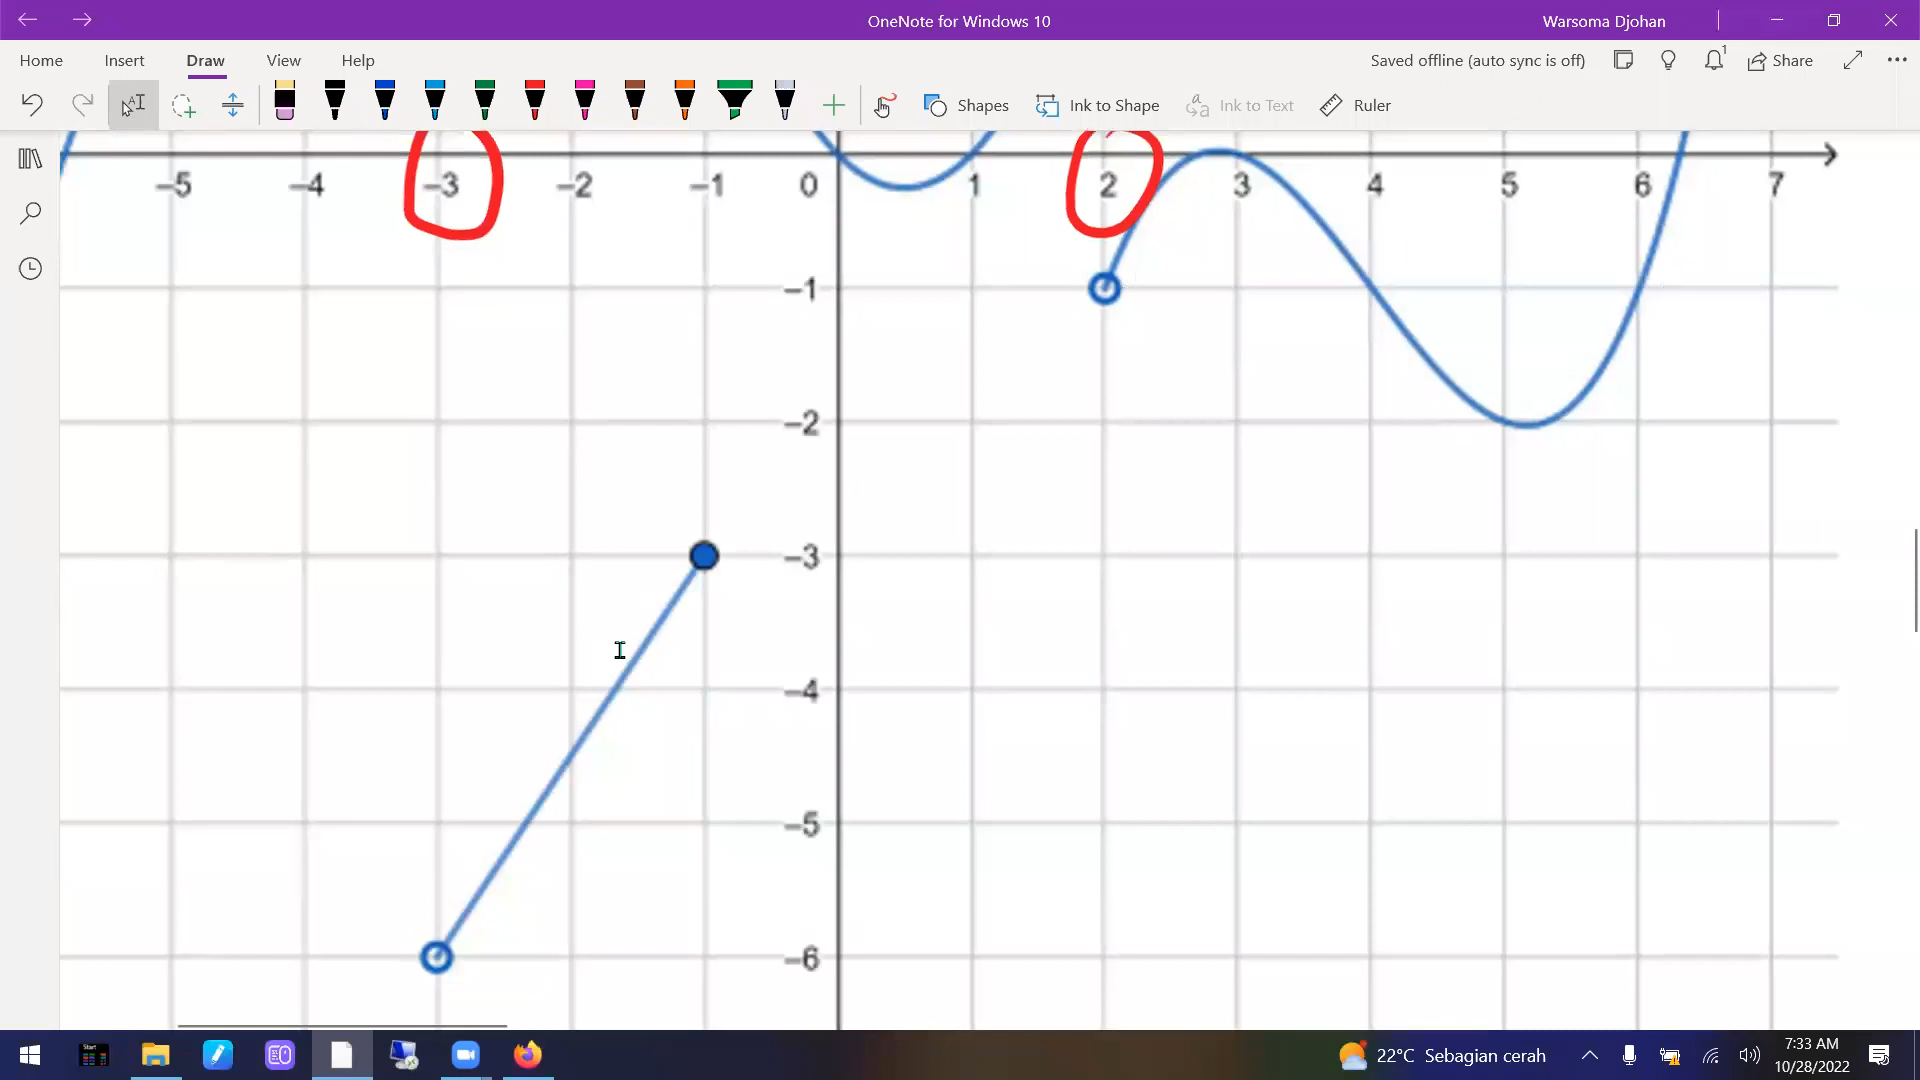 OneNote for Windows 10
Warsoma Djohan
Home Insert Draw View Help
Saved offline (auto sync is off)
1
Share
Shapes
Ink to Shape
Ink to Text
Ruler
–5 –4 –3 –2 –1 0 1 2 3 4 5 6 7
–1
–2
–3
–4
–5
–6
Start
22°C Sebagian cerah
7:33 AM
10/28/2022